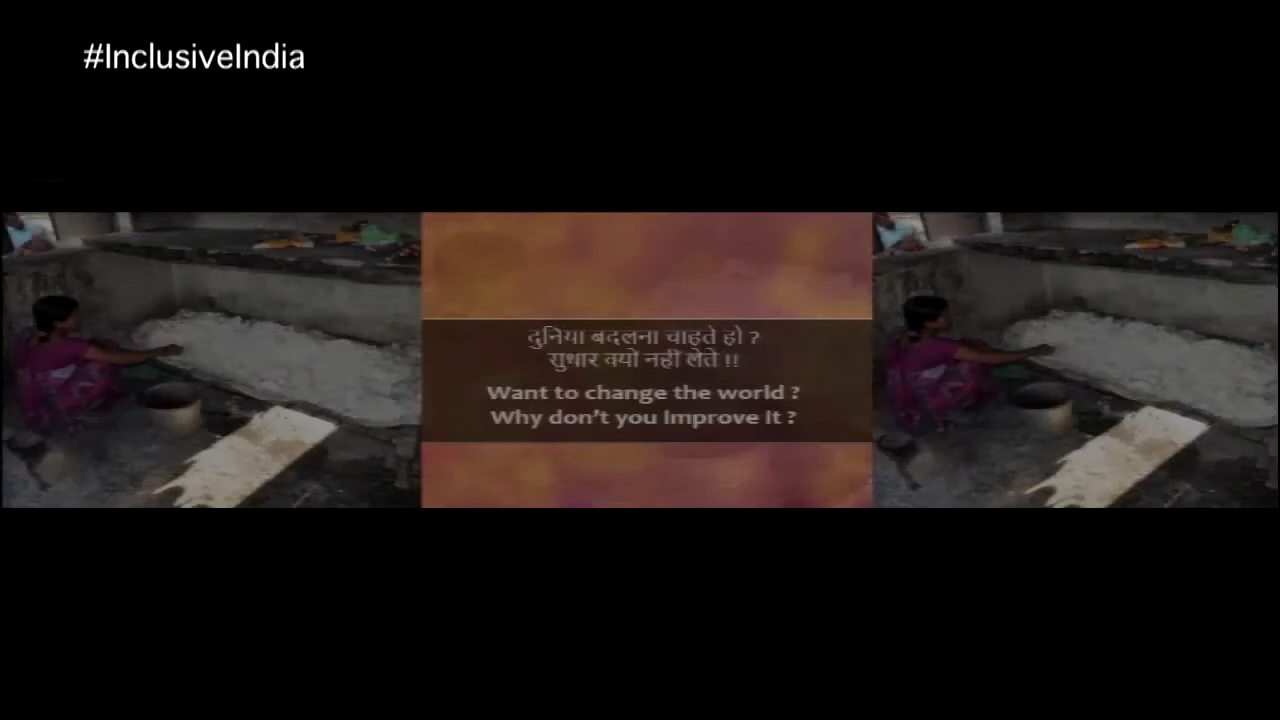 #InclusiveIndia
दुनिया बदलना चाहते हो ?
सुधार क्यों नहीं लेते !!
Want to change the world ?
Why don't you Improve It ?